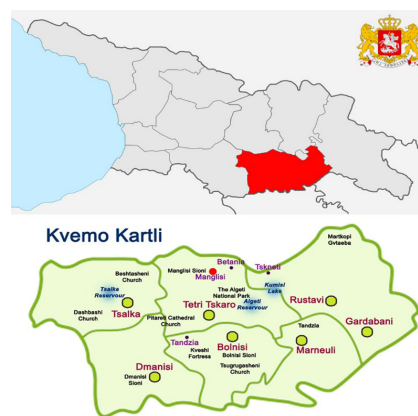 Kvemo Kartli
Martkopi
Gvtaeba
Betania
Tskneti
Manglisi Sioni
Manglisi
Beshtasheni
Church
Tsalka
Reservour
Kumisi
Lake
The Algeti
National Park
Algeti
Reservour
Rustavi
Dashbashi
Church
Tsalka
Pitareti Cathedral
Church
Tetri Tskaro
Gardabani
Tandzia
Tandzia
Kveshi
Fortress
Bolnisi
Bolnisi Sioni
Marneuli
Tsugrugasheni
Church
Dmanisi
Dmanisi
Sioni